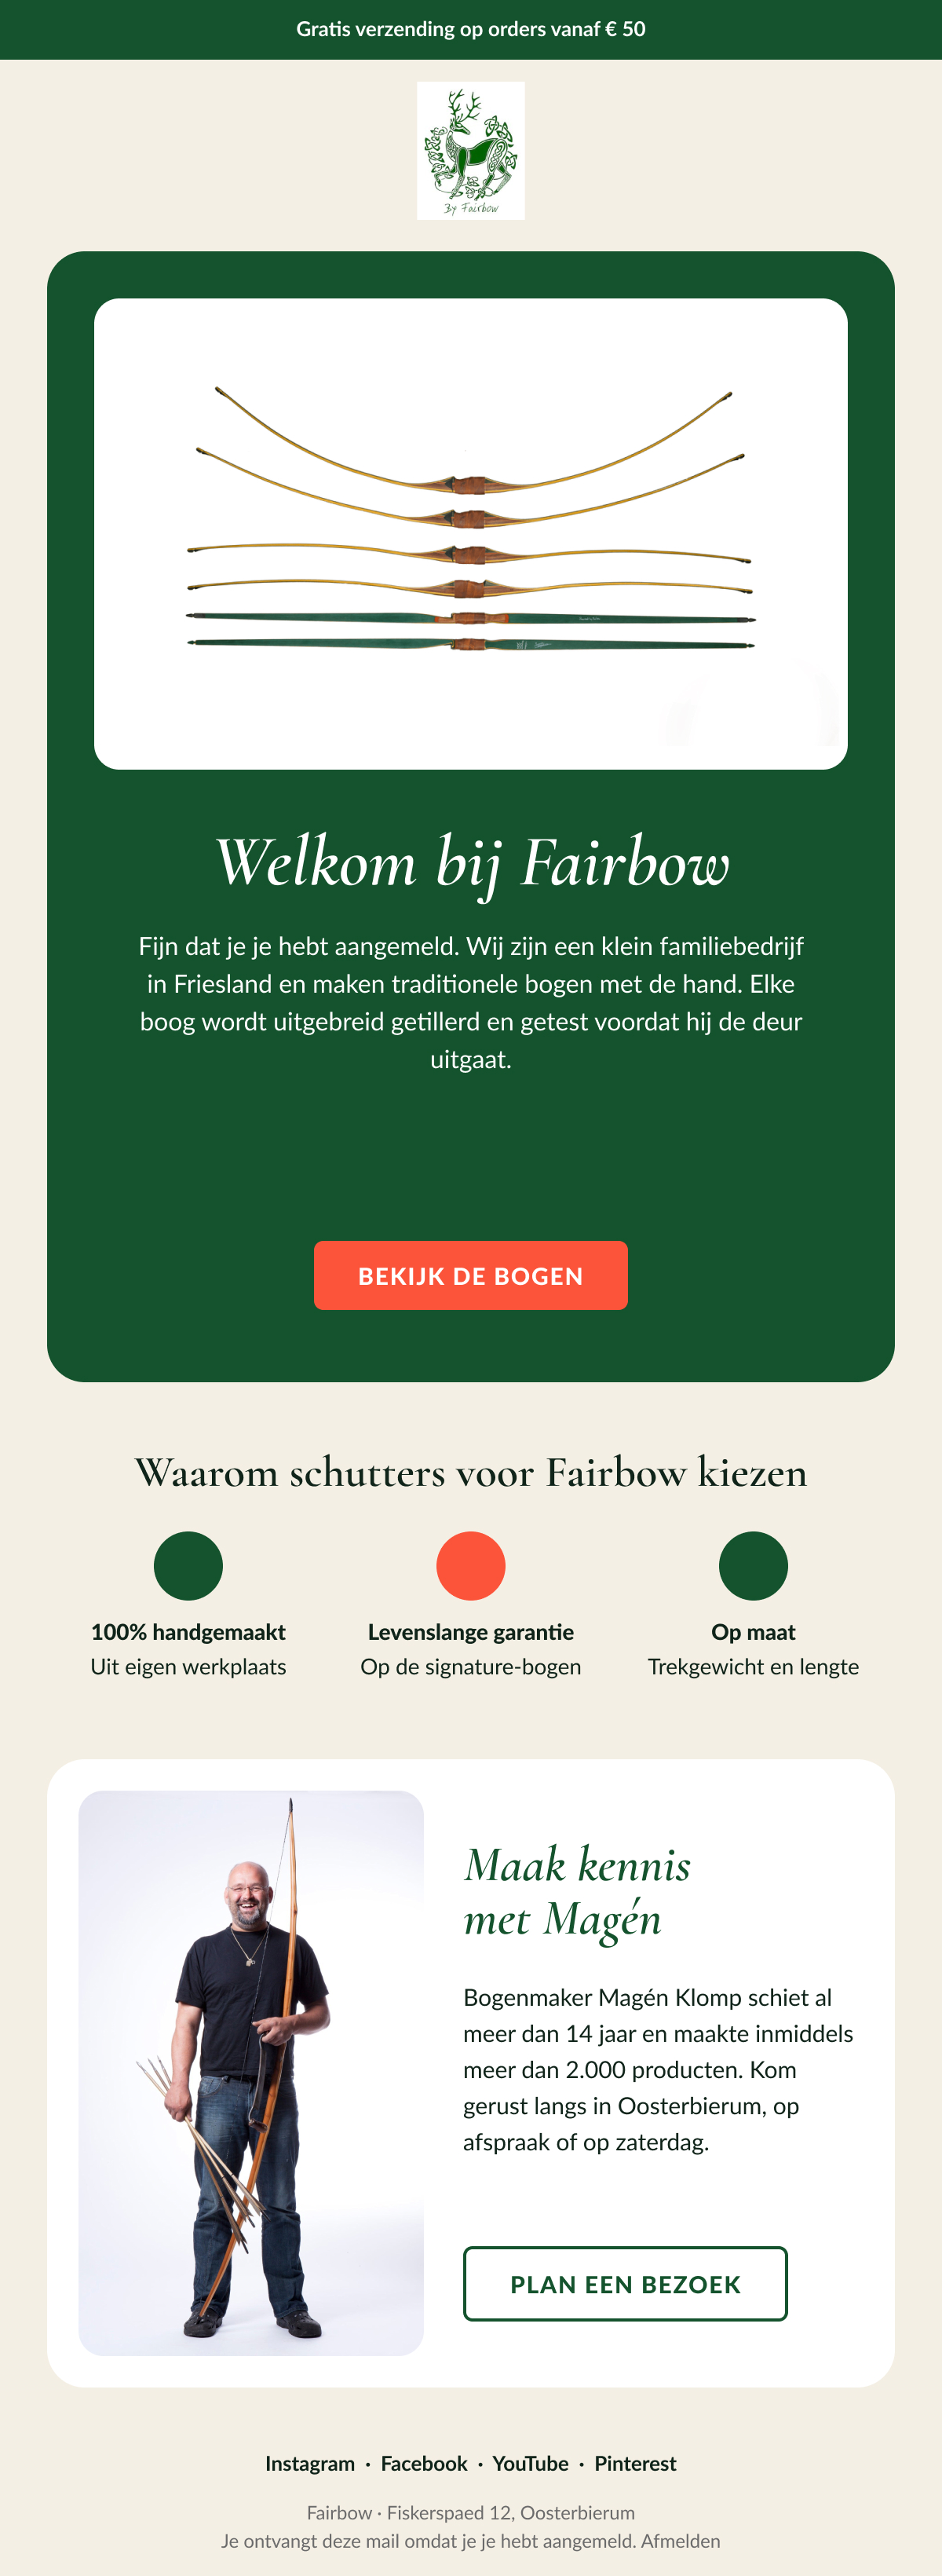 Gratis verzending op orders vanaf € 50
By Fairbow
Welkom bij Fairbow
Fijn dat je je hebt aangemeld. Wij zijn een klein familiebedrijf
in Friesland en maken traditionele bogen met de hand. Elke
boog wordt uitgebreid getillerd en getest voordat hij de deur
uitgaat.
BEKIJK DE BOGEN
Waarom schutters voor Fairbow kiezen
100% handgemaakt
Uit eigen werkplaats
Levenslange garantie
Op de signature-bogen
Op maat
Trekgewicht en lengte
Maak kennis
met Magén
Bogenmaker Magén Klomp schiet al
meer dan 14 jaar en maakte inmiddels
meer dan 2.000 producten. Kom
gerust langs in Oosterbierum, op
afspraak of op zaterdag.
PLAN EEN BEZOEK
Instagram · Facebook · YouTube · Pinterest
Fairbow · Fiskerspaed 12, Oosterbierum
Je ontvangt deze mail omdat je je hebt aangemeld. Afmelden